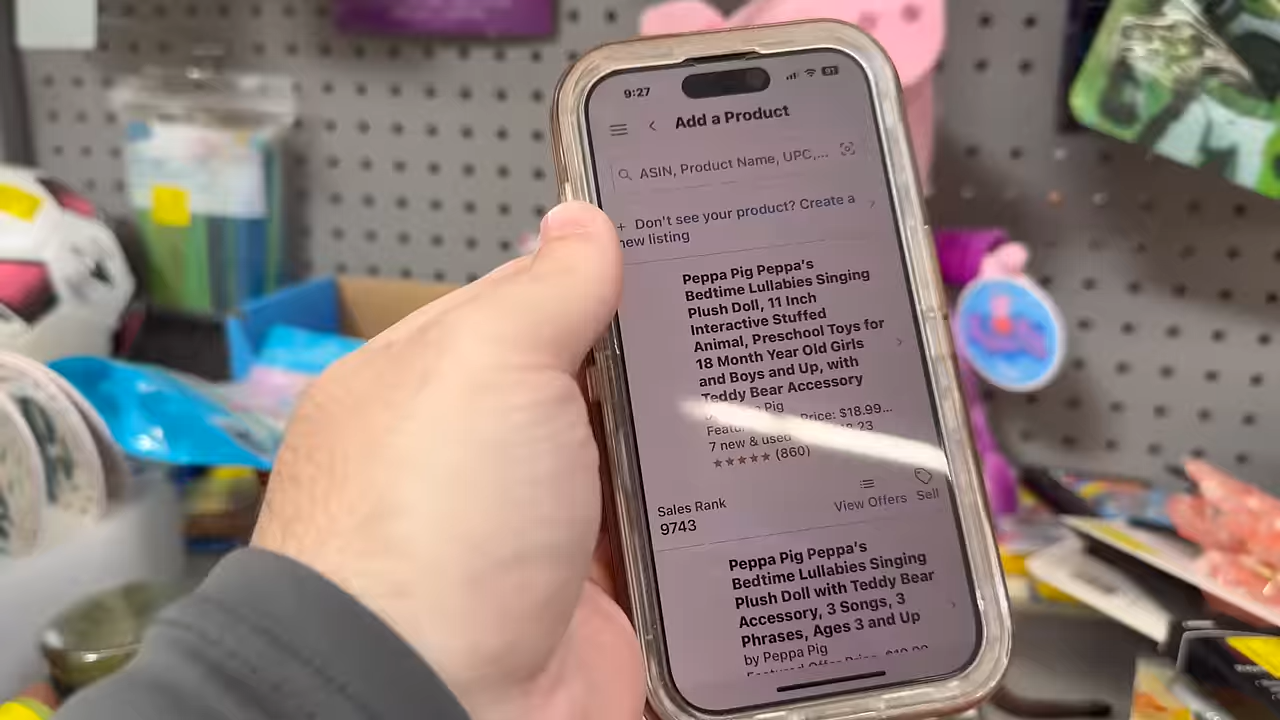 9:27
81
Add a Product
ASIN, Product Name, UPC,...
+ Don't see your product? Create a
new listing
Peppa Pig Peppa's
Bedtime Lullabies Singing
Plush Doll, 11 Inch
Interactive Stuffed
Animal, Preschool Toys for
18 Month Year Old Girls
and Boys and Up, with
Teddy Bear Accessory
Pig
Price: $18.99...
7 new & used
(860)
View Offers Sell
Sales Rank
9743
Peppa Pig Peppa's
Bedtime Lullabies Singing
Plush Doll with Teddy Bear
Accessory, 3 Songs, 3
Phrases, Ages 3 and Up
by Peppa Pig